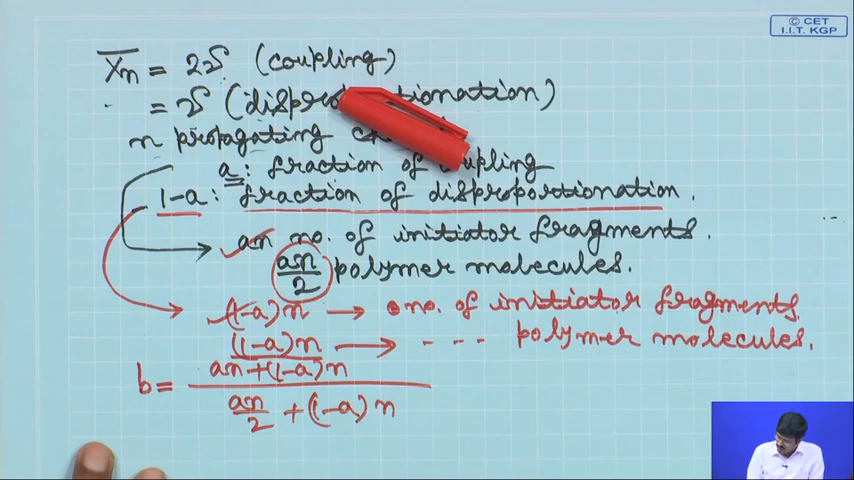 © CET
I.I.T. KGP
X̅n = 2𝒱 (coupling)
= 𝒱 (disproportionation)
n propagating
a: fraction of coupling
1-a: fraction of disproportionation.
an no. of initiator fragments.
an/2 polymer molecules.
(1-a)n → no. of initiator fragments.
(1-a)n → --- polymer molecules.
b = an+(1-a)n
an/2 + (1-a)n